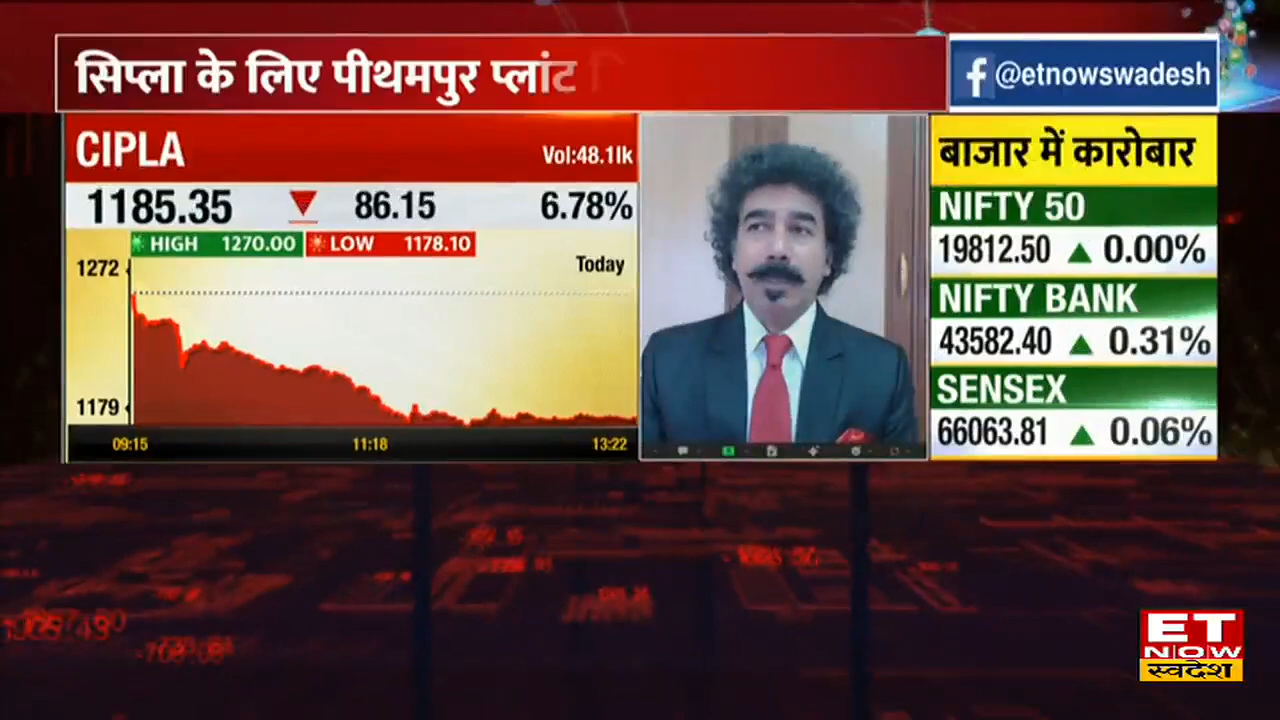 सिप्ला के लिए पीथमपुर प्लांट
@etnowswadesh
CIPLA
Vol:48.1lk
1185.35 ▼ 86.15 6.78%
HIGH 1270.00 LOW 1178.10
Today
1272
1179
09:15 11:18 13:22
बाजार में कारोबार
NIFTY 50
19812.50 ▲ 0.00%
NIFTY BANK
43582.40 ▲ 0.31%
SENSEX
66063.81 ▲ 0.06%
ET
NOW
स्वदेश